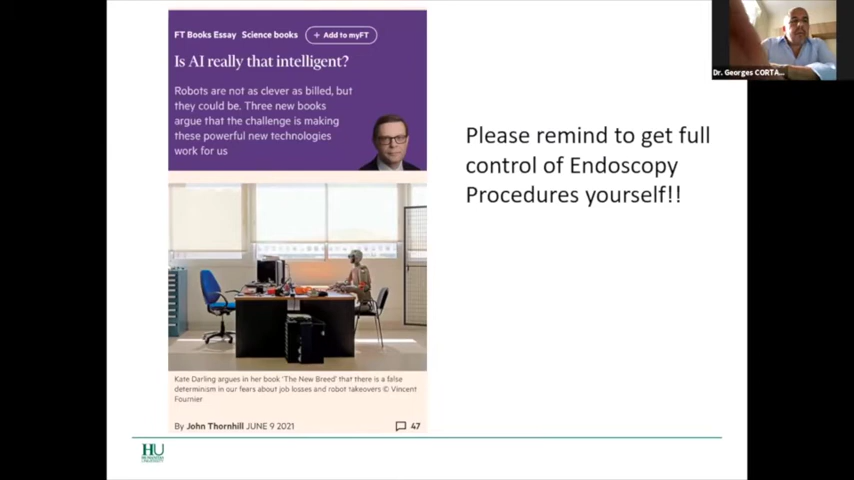 FT Books Essay Science books + Add to myFT
Is AI really that intelligent?
Robots are not as clever as billed, but
they could be. Three new books
argue that the challenge is making
these powerful new technologies
work for us
Kate Darling argues in her book 'The New Breed' that there is a false
determinism in our fears about job losses and robot takeovers © Vincent
Fournier
By John Thornhill JUNE 9 2021
47
Please remind to get full
control of Endoscopy
Procedures yourself!!
Dr. Georges CORTA...
HU